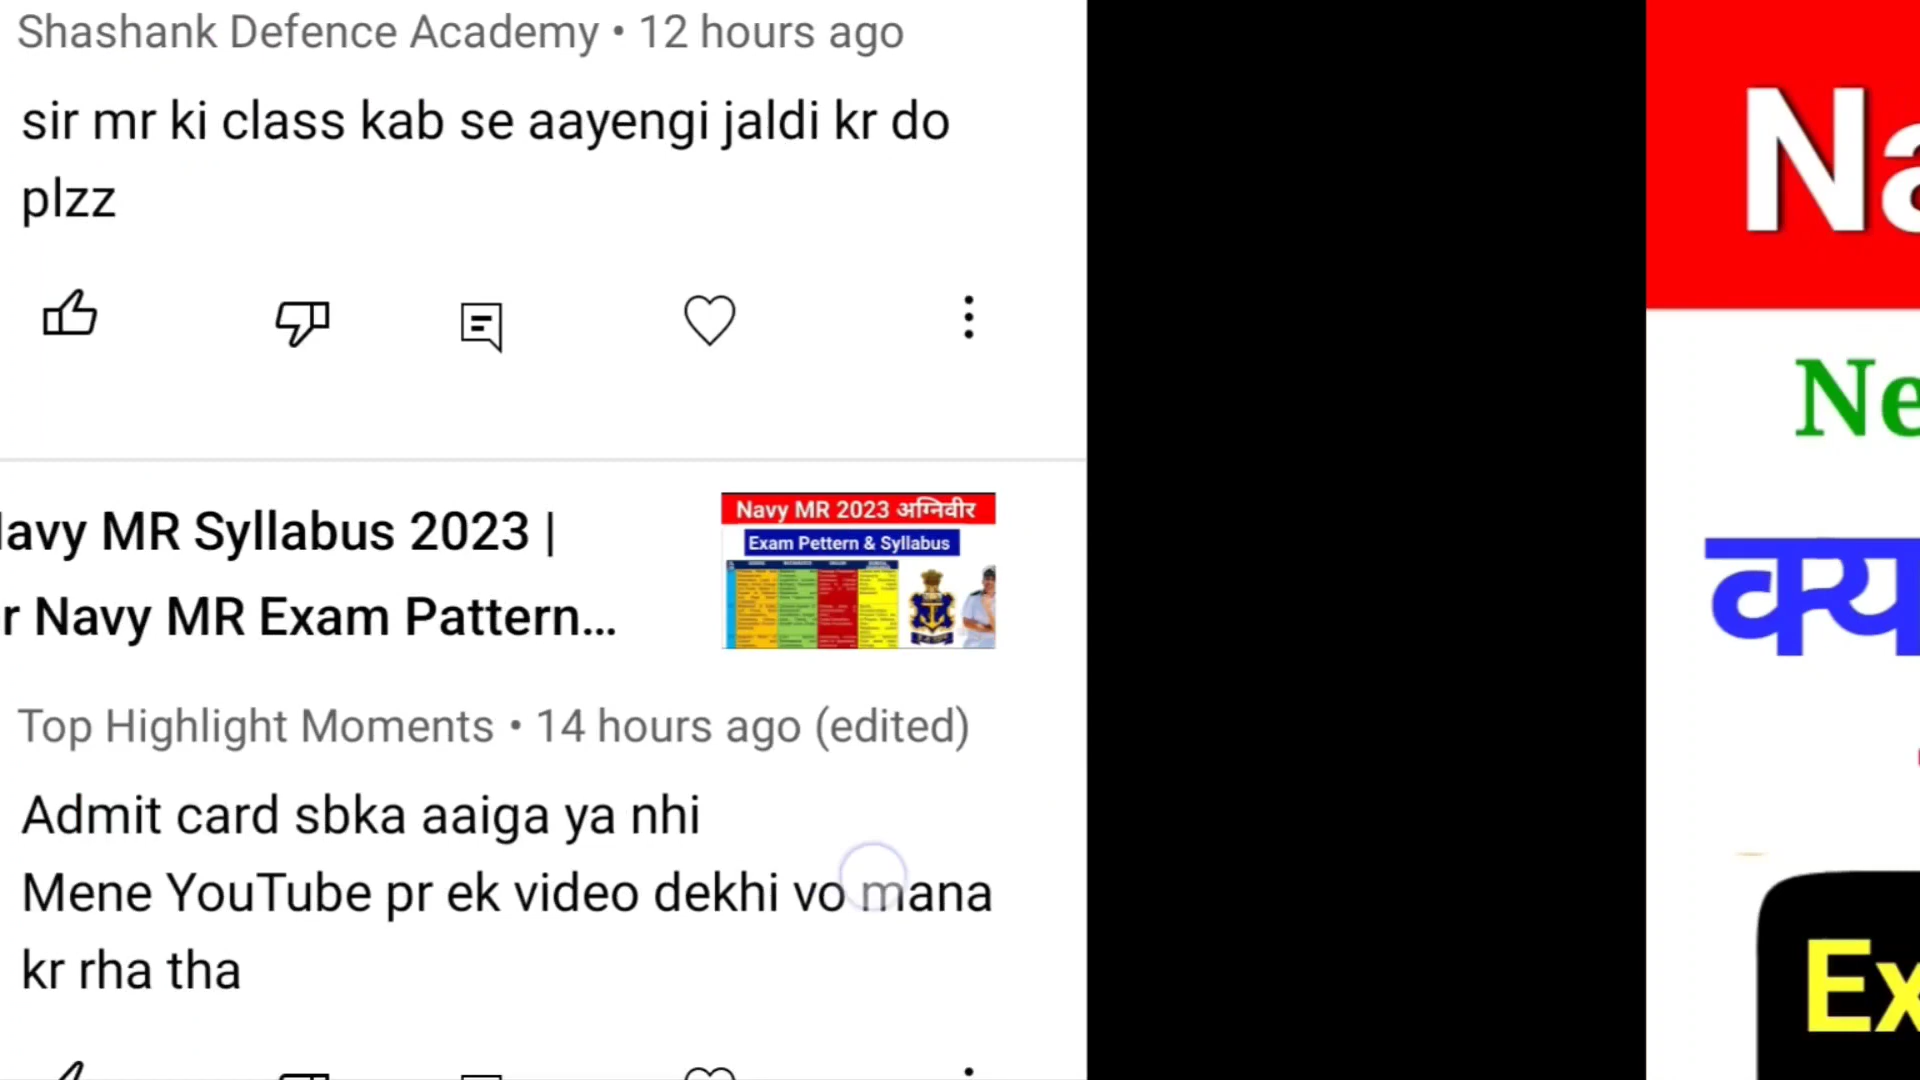 Shashank Defence Academy • 12 hours ago
sir mr ki class kab se aayengi jaldi kr do
plzz
avy MR Syllabus 2023 |
r Navy MR Exam Pattern...
Navy MR 2023 अग्निवीर
Exam Pettern & Syllabus
Top Highlight Moments • 14 hours ago (edited)
Admit card sbka aaiga ya nhi
Mene YouTube pr ek video dekhi vo mana
kr rha tha
Na
Ne
क्य
Ex